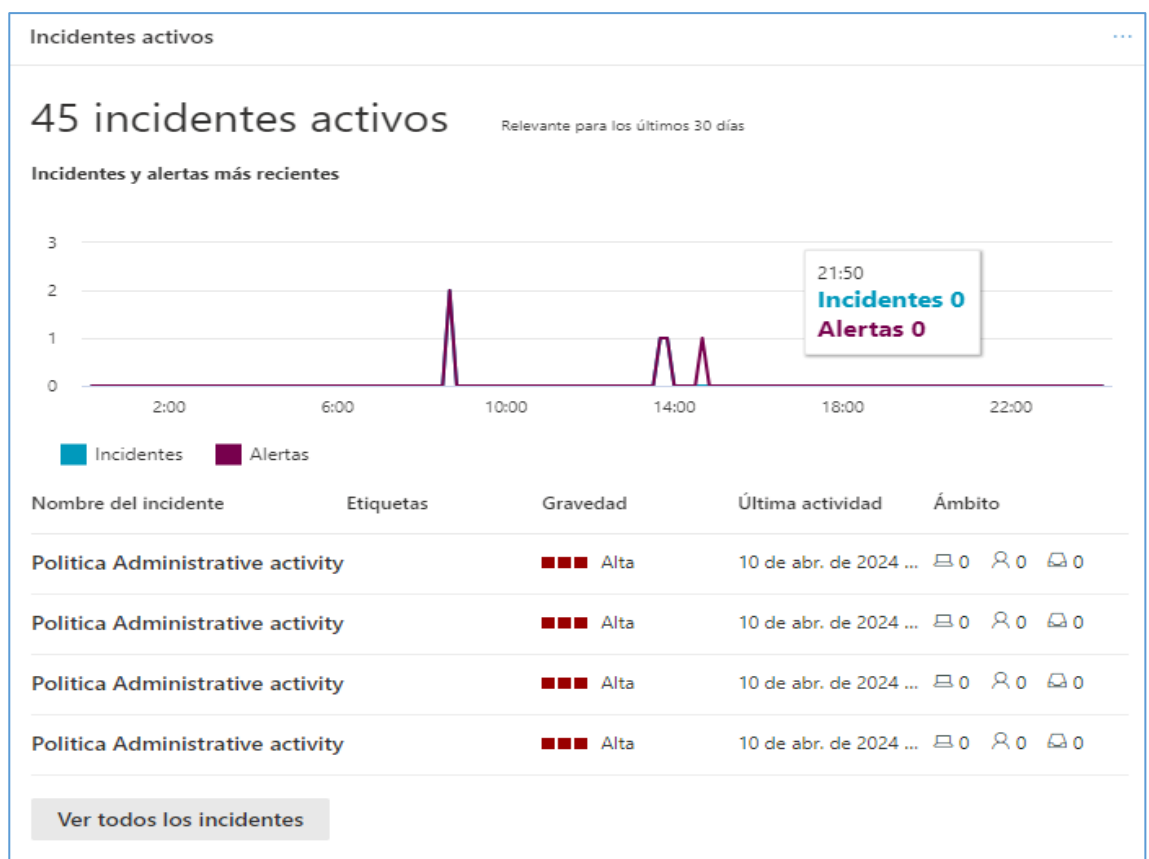 Incidentes activos
...
45 incidentes activos Relevante para los últimos 30 días
Incidentes y alertas más recientes
3
2
1
0
21:50
Incidentes 0
Alertas 0
2:00 6:00 10:00 14:00 18:00 22:00
Incidentes Alertas
Nombre del incidente Etiquetas Gravedad Última actividad Ámbito
Politica Administrative activity Alta 10 de abr. de 2024 ... 0 0 0
Politica Administrative activity Alta 10 de abr. de 2024 ... 0 0 0
Politica Administrative activity Alta 10 de abr. de 2024 ... 0 0 0
Politica Administrative activity Alta 10 de abr. de 2024 ... 0 0 0
Ver todos los incidentes